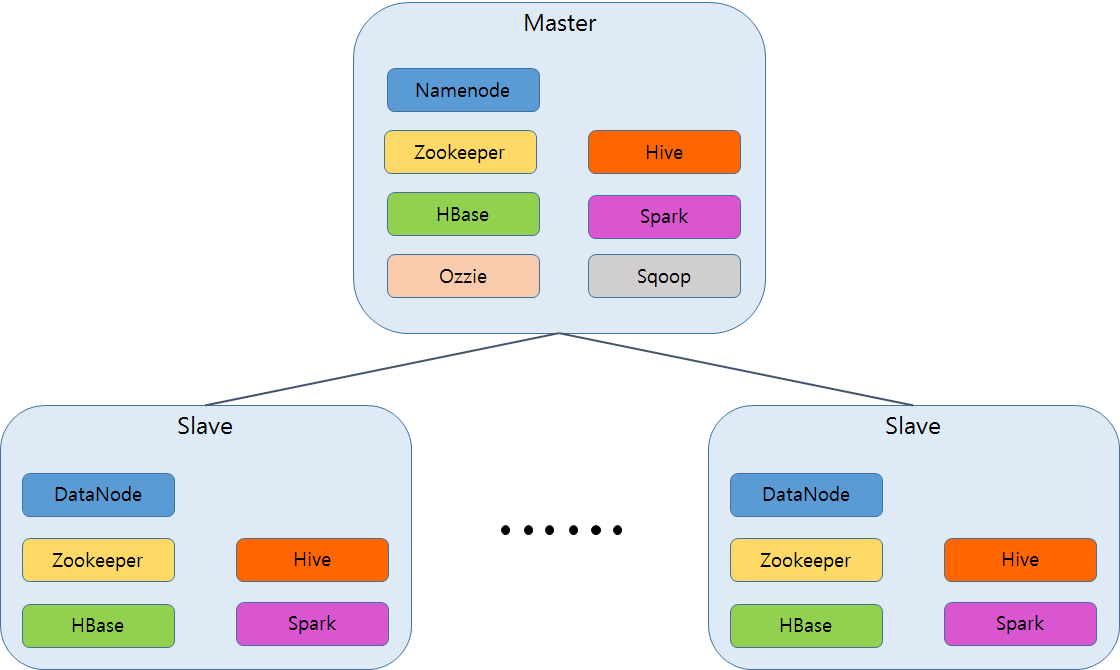 Master
Namenode
Zookeeper
Hive
HBase
Spark
Ozzie
Sqoop
Slave
DataNode
Zookeeper
Hive
HBase
Spark
Slave
DataNode
Zookeeper
Hive
HBase
Spark